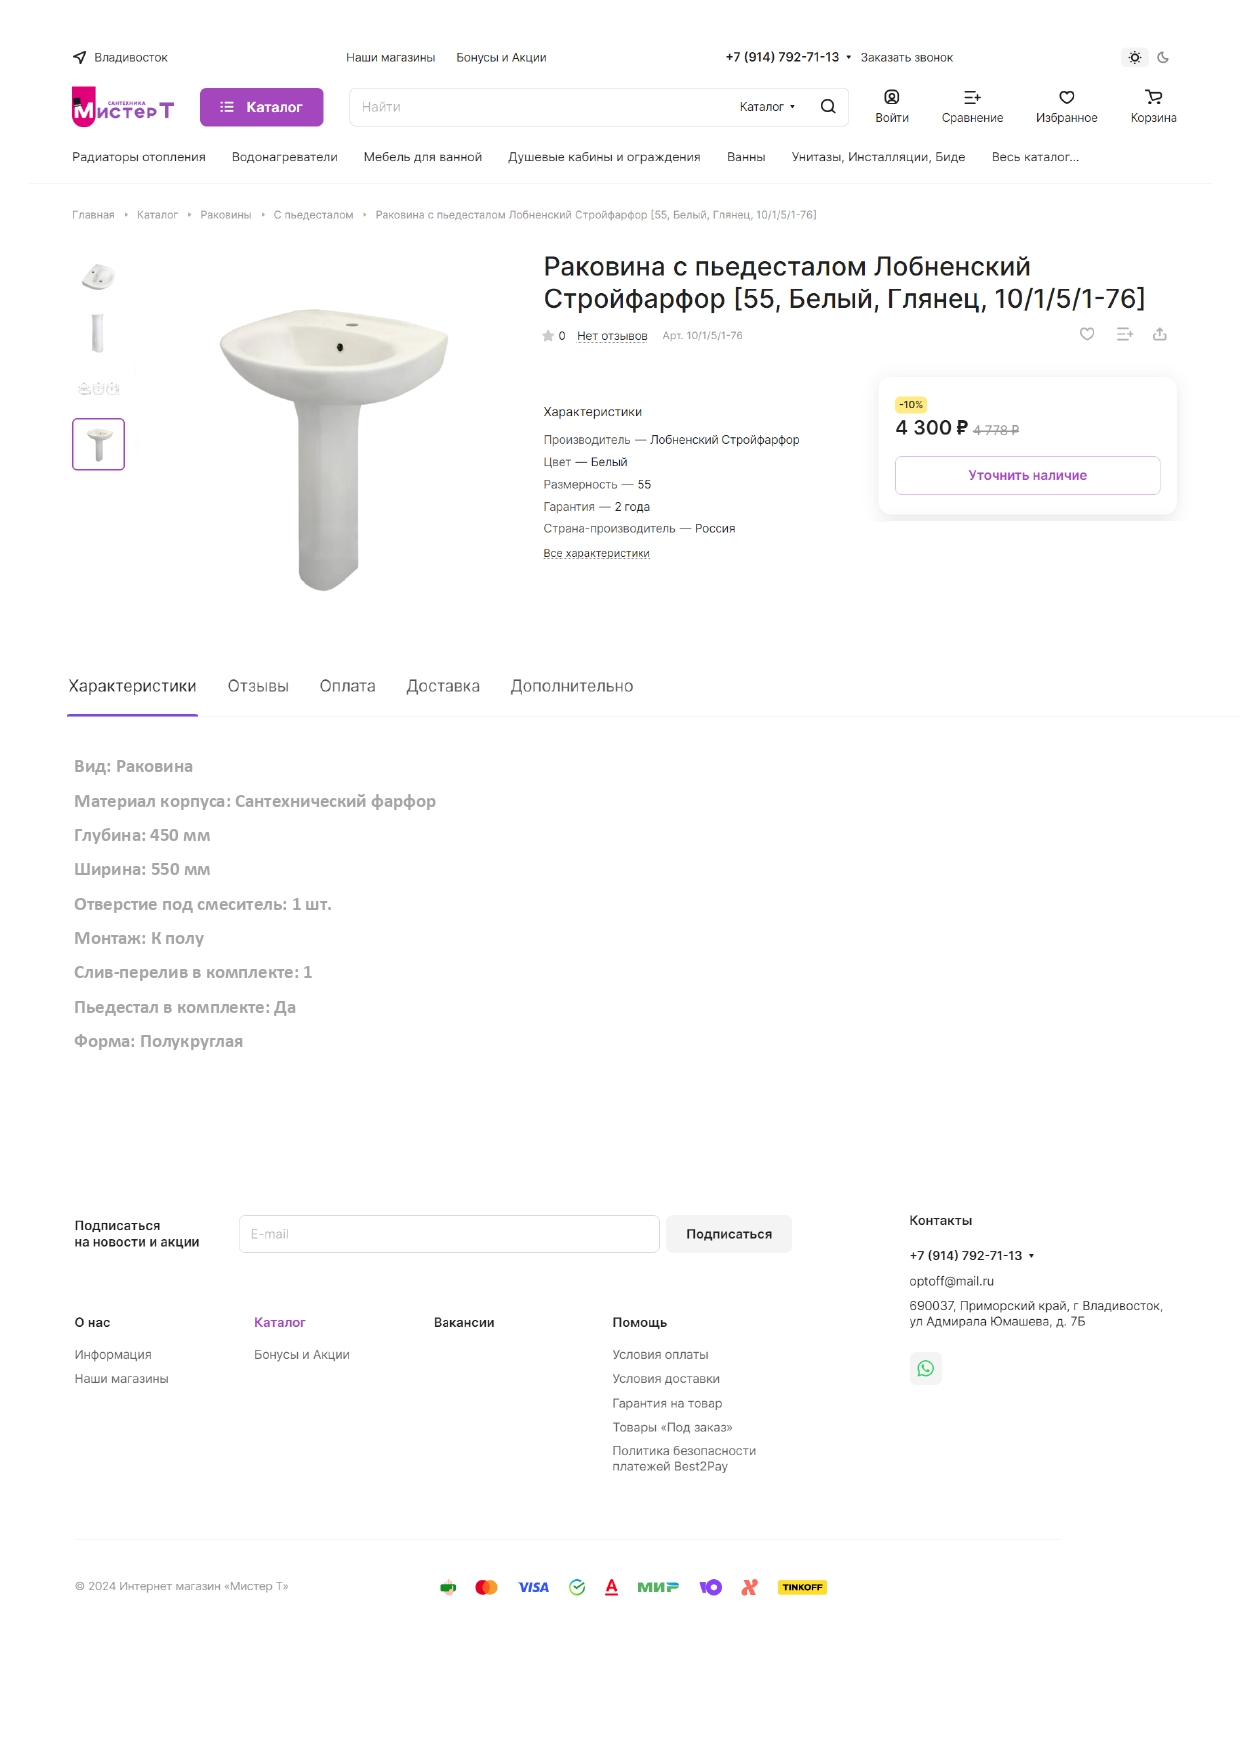 Владивосток
Наши магазины
Бонусы и Акции
+7 (914) 792-71-13
Заказать звонок
САНТЕХНИКА
Мистер Т
Каталог
Найти
Каталог
Войти
Сравнение
Избранное
Корзина
Радиаторы отопления
Водонагреватели
Мебель для ванной
Душевые кабины и ограждения
Ванны
Унитазы, Инсталляции, Биде
Весь каталог...
Главная
Каталог
Раковины
С пьедесталом
Раковина с пьедесталом Лобненский Стройфарфор [55, Белый, Глянец, 10/1/5/1-76]
Раковина с пьедесталом Лобненский
Стройфарфор [55, Белый, Глянец, 10/1/5/1-76]
0 Нет отзывов Арт. 10/1/5/1-76
Характеристики
Производитель — Лобненский Стройфарфор
Цвет — Белый
Размерность — 55
Гарантия — 2 года
Страна-производитель — Россия
Все характеристики
-10%
4 300 ₽ 4 778 ₽
Уточнить наличие
Характеристики
Отзывы
Оплата
Доставка
Дополнительно
Вид: Раковина
Материал корпуса: Сантехнический фарфор
Глубина: 450 мм
Ширина: 550 мм
Отверстие под смеситель: 1 шт.
Монтаж: К полу
Слив-перелив в комплекте: 1
Пьедестал в комплекте: Да
Форма: Полукруглая
Подписаться
на новости и акции
E-mail
Подписаться
О нас
Информация
Наши магазины
Каталог
Бонусы и Акции
Вакансии
Помощь
Условия оплаты
Условия доставки
Гарантия на товар
Товары «Под заказ»
Политика безопасности
платежей Best2Pay
Контакты
+7 (914) 792-71-13
optoff@mail.ru
690037, Приморский край, г Владивосток,
ул Адмирала Юмашева, д. 7Б
© 2024 Интернет магазин «Мистер Т»
VISA
А
МИР
TINKOFF